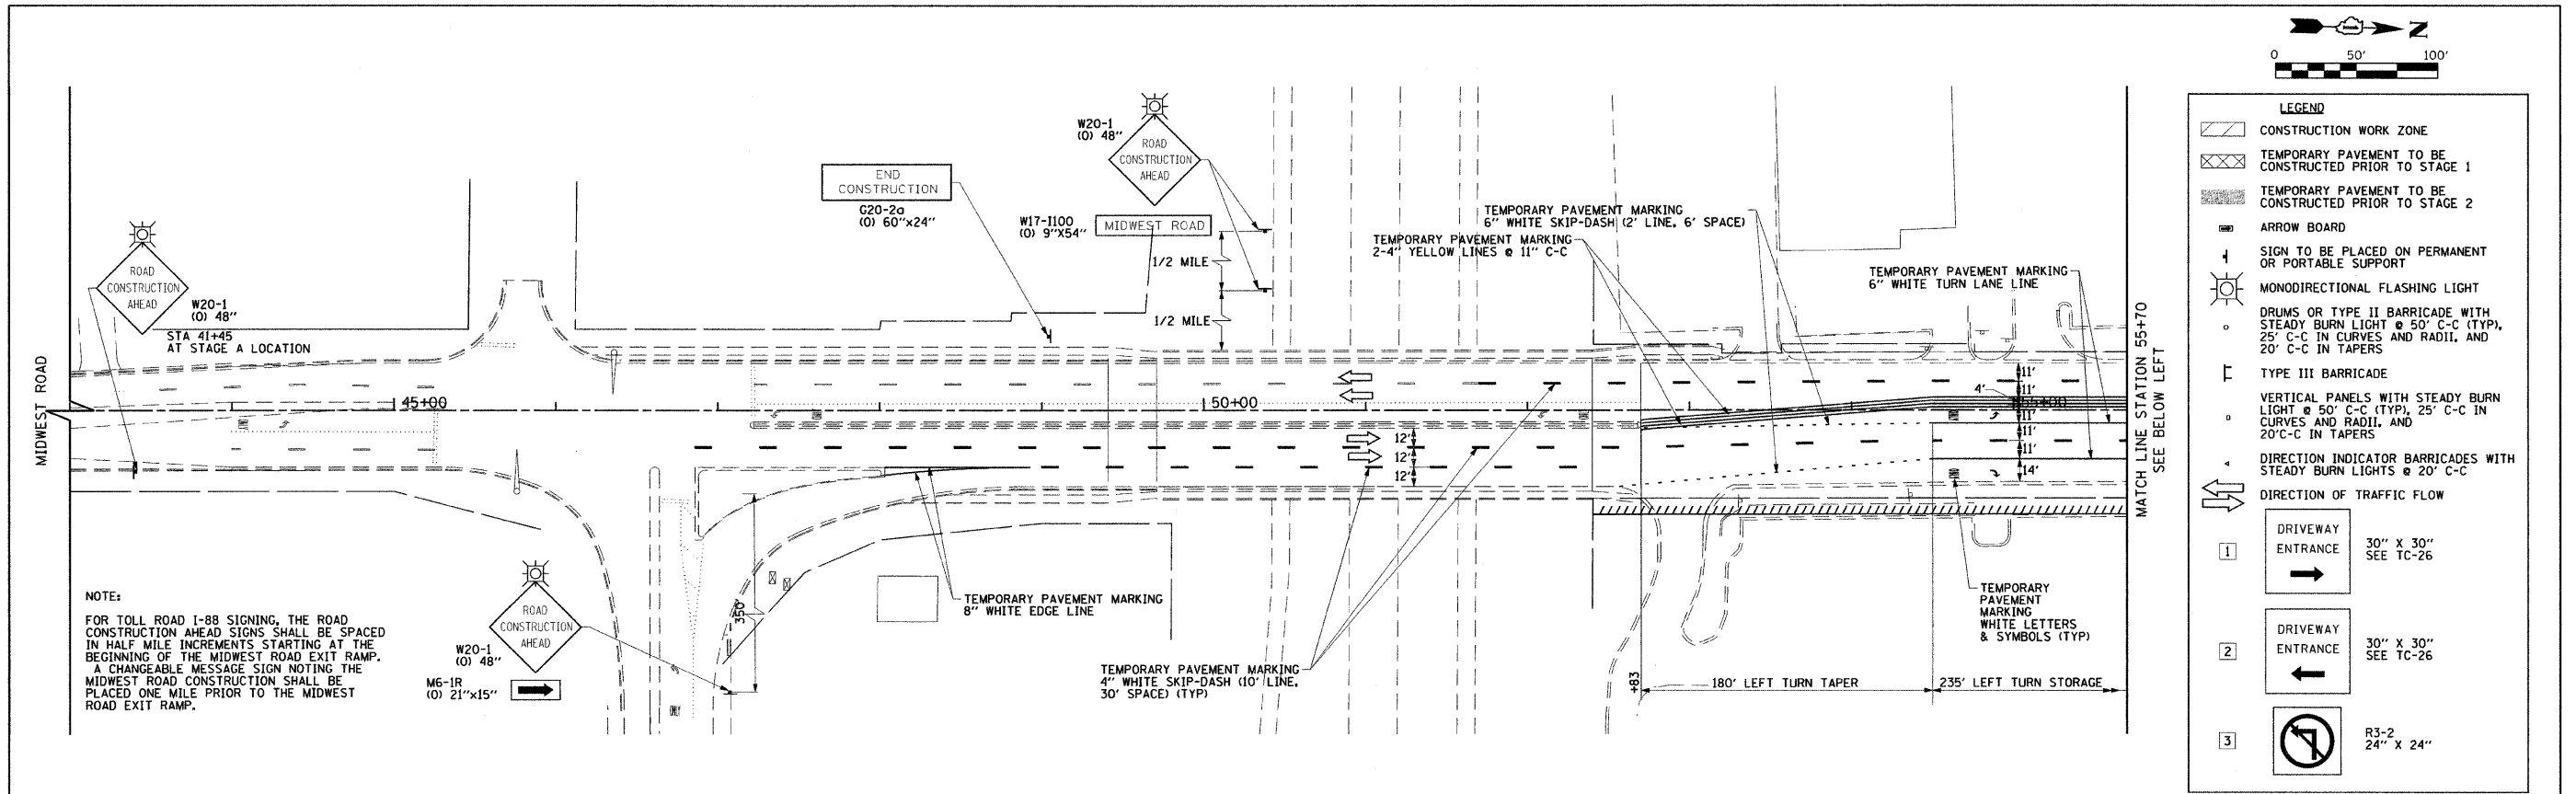 N
0 50' 100'
LEGEND
CONSTRUCTION WORK ZONE
TEMPORARY PAVEMENT TO BE
CONSTRUCTED PRIOR TO STAGE 1
TEMPORARY PAVEMENT TO BE
CONSTRUCTED PRIOR TO STAGE 2
ARROW BOARD
SIGN TO BE PLACED ON PERMANENT
OR PORTABLE SUPPORT
MONODIRECTIONAL FLASHING LIGHT
DRUMS OR TYPE II BARRICADE WITH
STEADY BURN LIGHT @ 50' C-C (TYP),
25' C-C IN CURVES AND RADII, AND
20' C-C IN TAPERS
TYPE III BARRICADE
VERTICAL PANELS WITH STEADY BURN
LIGHT @ 50' C-C (TYP), 25' C-C IN
CURVES AND RADII, AND
20'C-C IN TAPERS
DIRECTION INDICATOR BARRICADES WITH
STEADY BURN LIGHTS @ 20' C-C
DIRECTION OF TRAFFIC FLOW
1
DRIVEWAY
ENTRANCE
30" X 30"
SEE TC-26
2
DRIVEWAY
ENTRANCE
30" X 30"
SEE TC-26
3
R3-2
24" X 24"
MIDWEST ROAD
ROAD
CONSTRUCTION
AHEAD
W20-1
(O) 48"
STA 41+45
AT STAGE A LOCATION
45+00
END
CONSTRUCTION
G20-2a
(O) 60"x24"
W20-1
(O) 48"
ROAD
CONSTRUCTION
AHEAD
W17-I100
(O) 9"X54"
MIDWEST ROAD
1/2 MILE
1/2 MILE
50+00
TEMPORARY PAVEMENT MARKING
6" WHITE SKIP-DASH (2' LINE, 6' SPACE)
TEMPORARY PAVEMENT MARKING
2-4" YELLOW LINES @ 11" C-C
TEMPORARY PAVEMENT MARKING
6" WHITE TURN LANE LINE
11'
11'
4'
55+00
11'
11'
11'
14'
12'
12'
12'
MATCH LINE STATION 55+70
SEE BELOW LEFT
NOTE:
FOR TOLL ROAD I-88 SIGNING, THE ROAD
CONSTRUCTION AHEAD SIGNS SHALL BE SPACED
IN HALF MILE INCREMENTS STARTING AT THE
BEGINNING OF THE MIDWEST ROAD EXIT RAMP.
A CHANGEABLE MESSAGE SIGN NOTING THE
MIDWEST ROAD CONSTRUCTION SHALL BE
PLACED ONE MILE PRIOR TO THE MIDWEST
ROAD EXIT RAMP.
ROAD
CONSTRUCTION
AHEAD
W20-1
(O) 48"
M6-1R
(O) 21"x15"
ONLY
350'
TEMPORARY PAVEMENT MARKING
8" WHITE EDGE LINE
TEMPORARY PAVEMENT MARKING
4" WHITE SKIP-DASH (10' LINE,
30' SPACE) (TYP)
TEMPORARY
PAVEMENT
MARKING
WHITE LETTERS
& SYMBOLS (TYP)
+83
180' LEFT TURN TAPER
235' LEFT TURN STORAGE